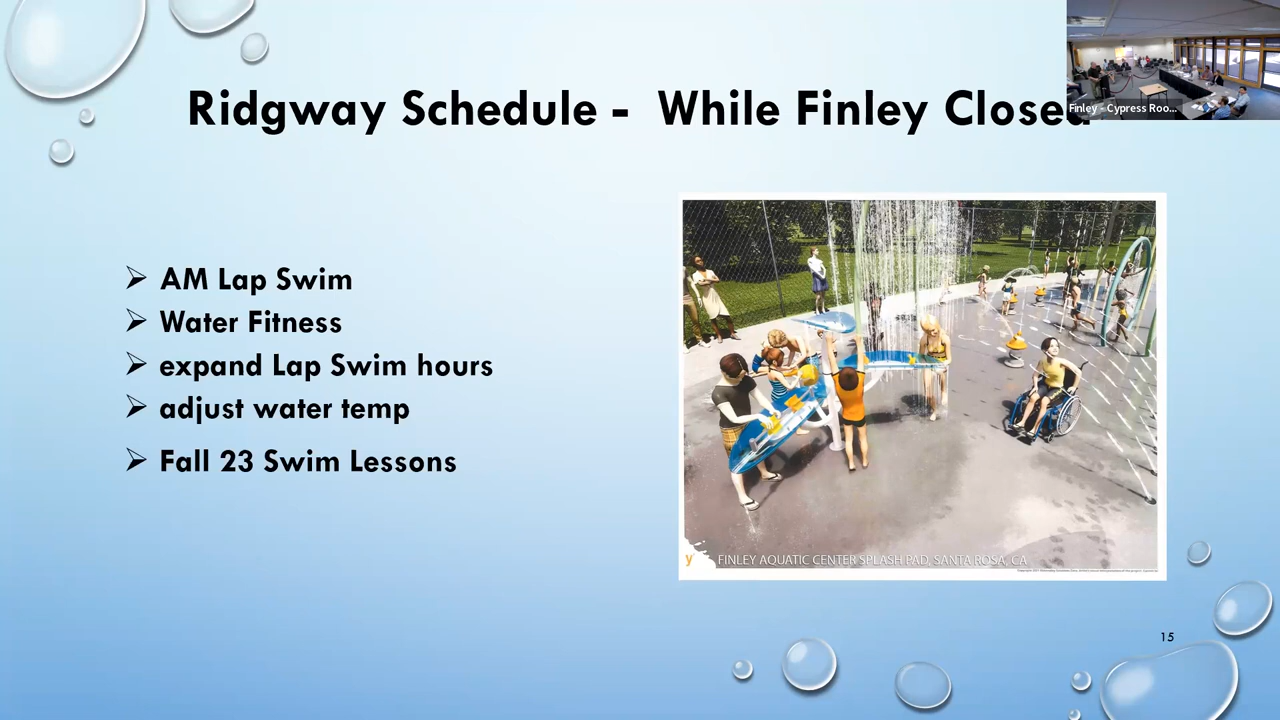 Ridgway Schedule -  While Finley Closed
Finley - Cypress Roo...
➢ AM Lap Swim
➢ Water Fitness
➢ expand Lap Swim hours
➢ adjust water temp
➢ Fall 23 Swim Lessons
FINLEY AQUATIC CENTER SPLASH PAD, SANTA ROSA, CA
15